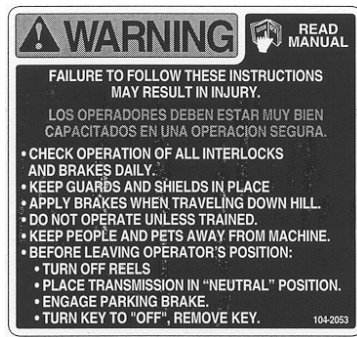 WARNING
READ
MANUAL
FAILURE TO FOLLOW THESE INSTRUCTIONS
MAY RESULT IN INJURY.
LOS OPERADORES DEBEN ESTAR MUY BIEN
CAPACITADOS EN UNA OPERACION SEGURA.
• CHECK OPERATION OF ALL INTERLOCKS
AND BRAKES DAILY.
• KEEP GUARDS AND SHIELDS IN PLACE
• APPLY BRAKES WHEN TRAVELING DOWN HILL.
• DO NOT OPERATE UNLESS TRAINED.
• KEEP PEOPLE AND PETS AWAY FROM MACHINE.
• BEFORE LEAVING OPERATOR'S POSITION:
• TURN OFF REELS
• PLACE TRANSMISSION IN "NEUTRAL" POSITION.
• ENGAGE PARKING BRAKE.
• TURN KEY TO "OFF", REMOVE KEY.
104-2053